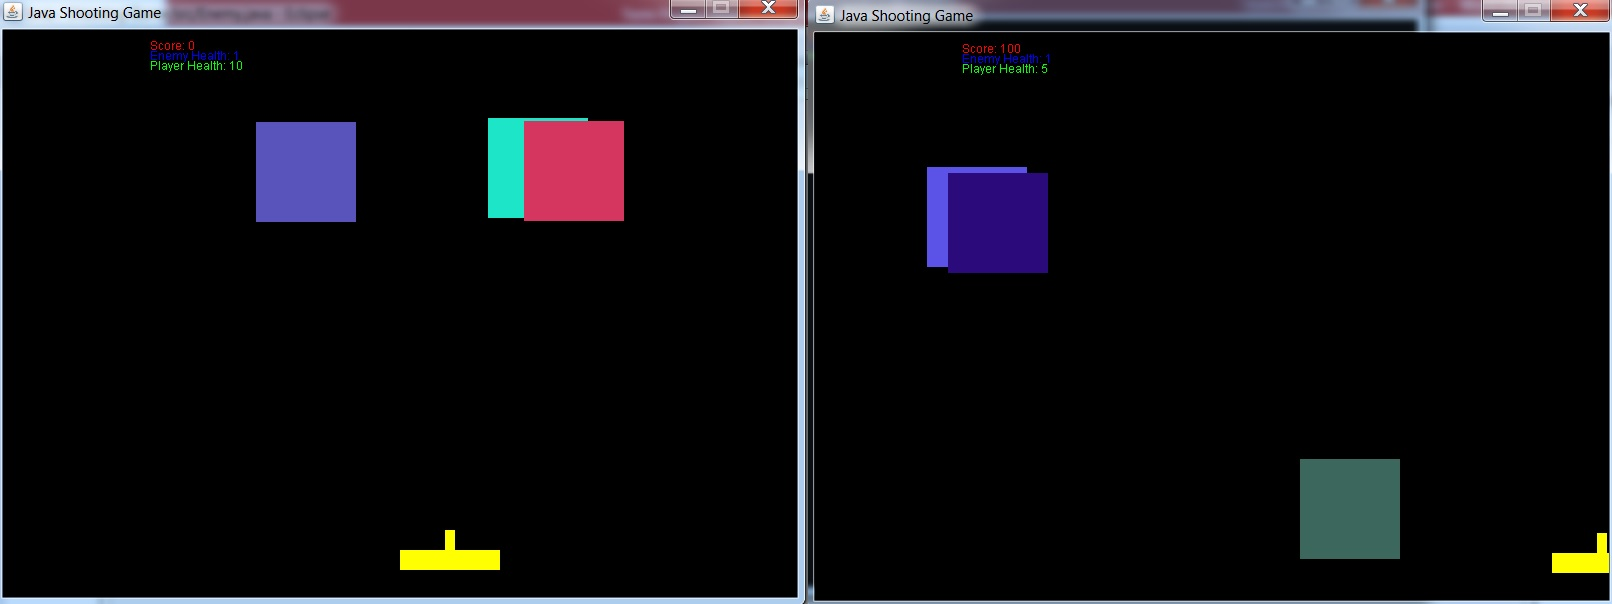 Java Shooting Game
Score: 0
Enemy Health: 1
Player Health: 10
Java Shooting Game
Score: 100
Enemy Health: 1
Player Health: 5